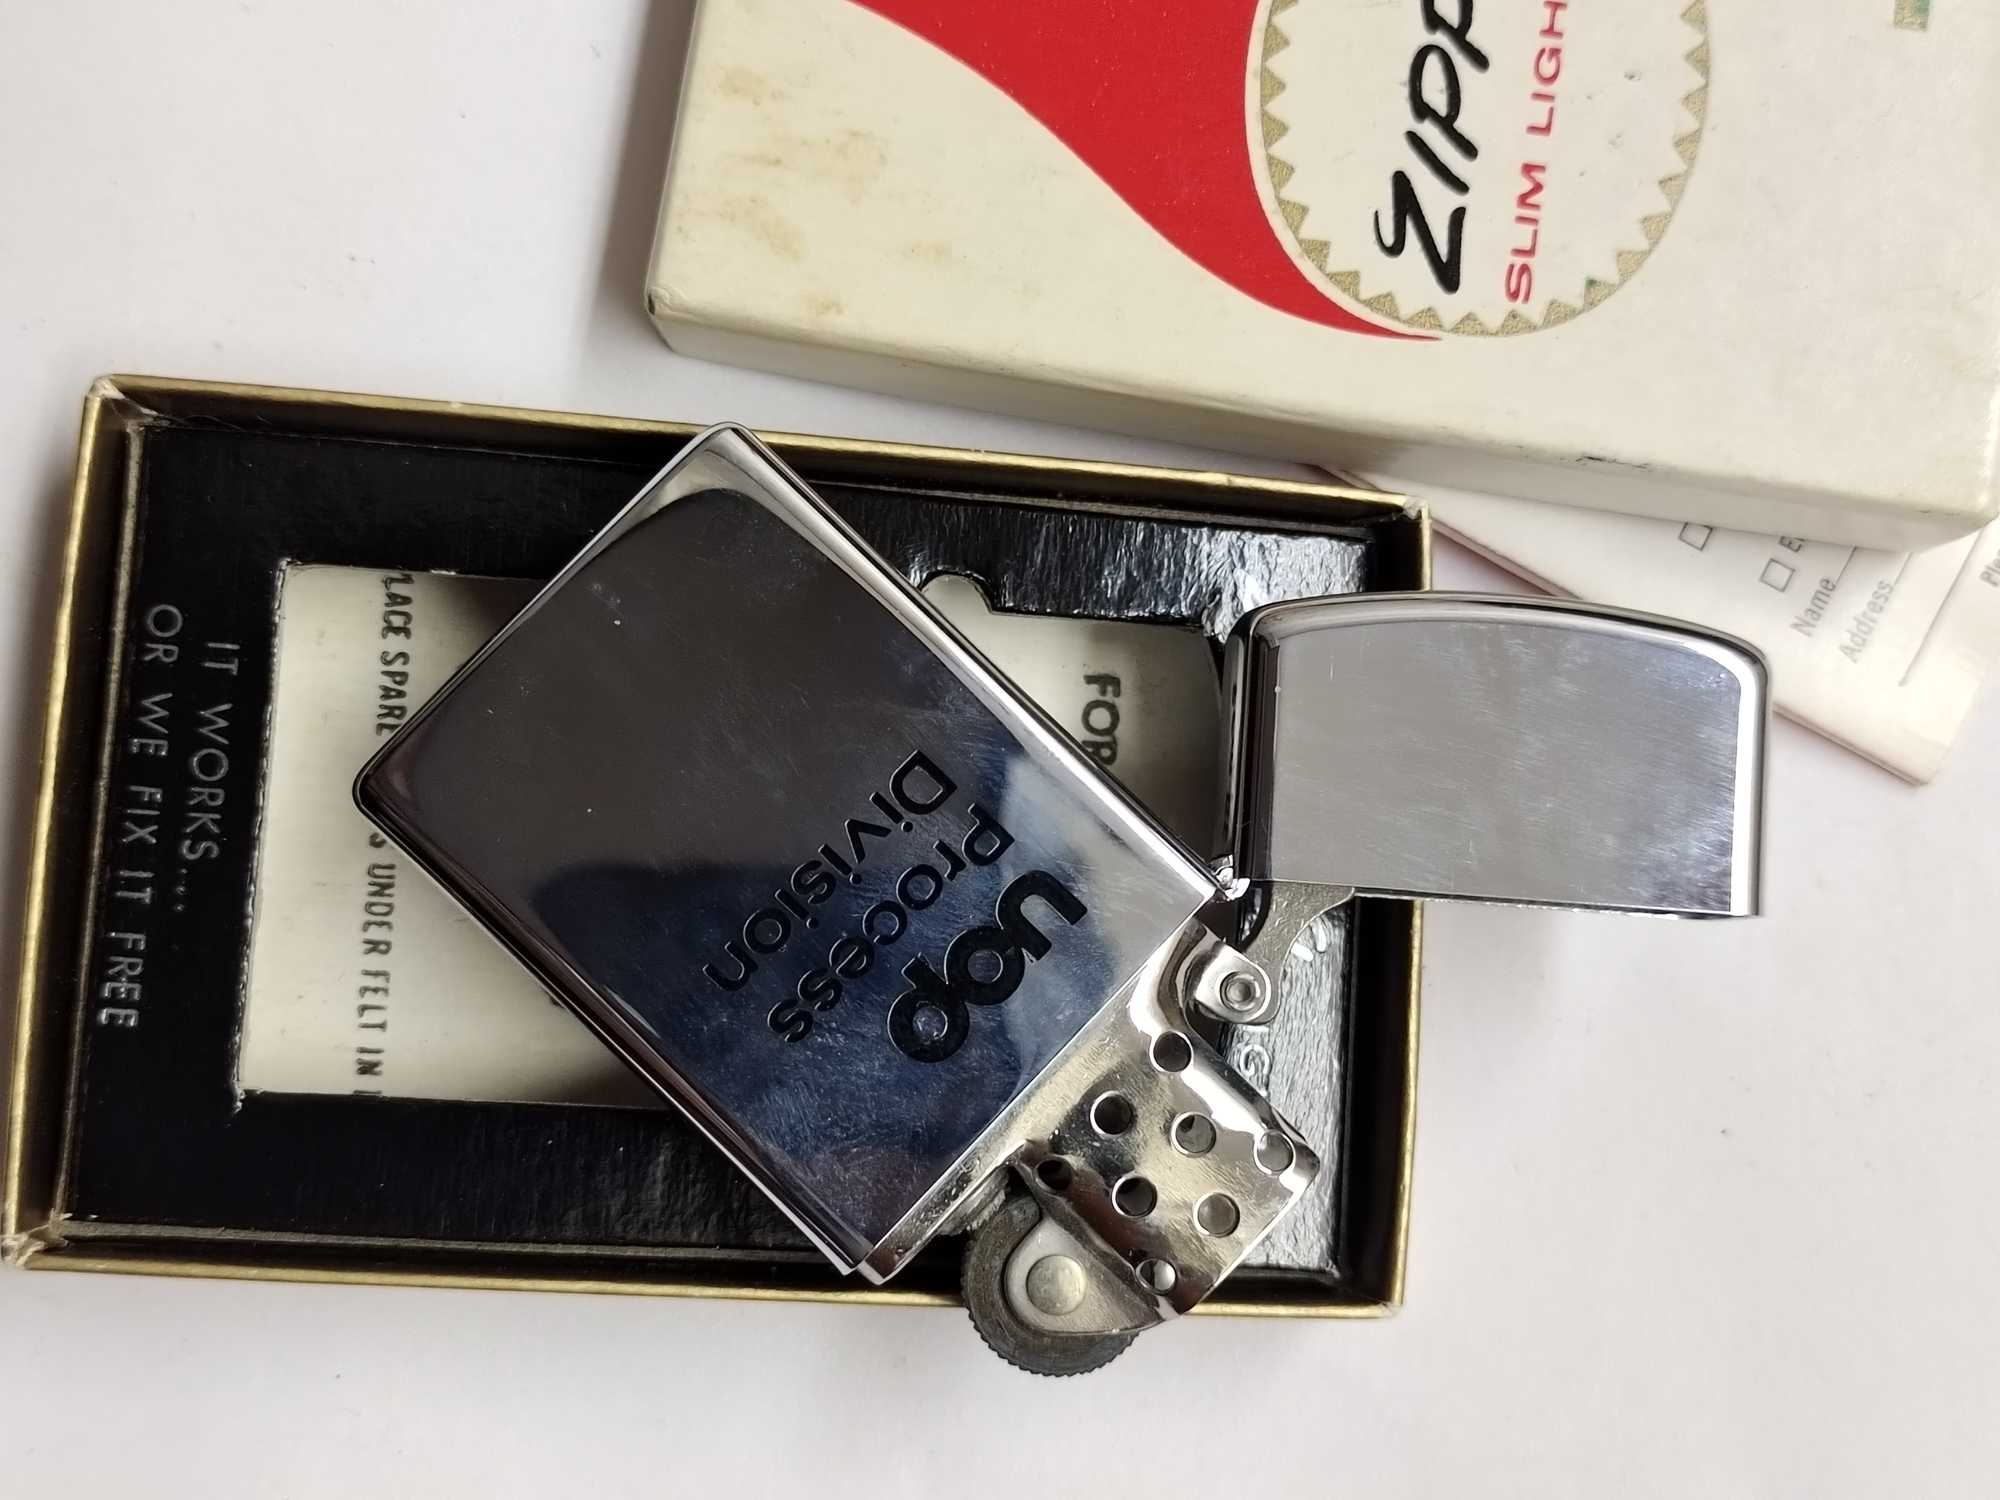 ZIPP
SLIM LIGH
uop
Process
Division
IT WORKS...
OR WE FIX IT FREE
LACE SPARE
S UNDER FELT IN
FOR
Name
Address